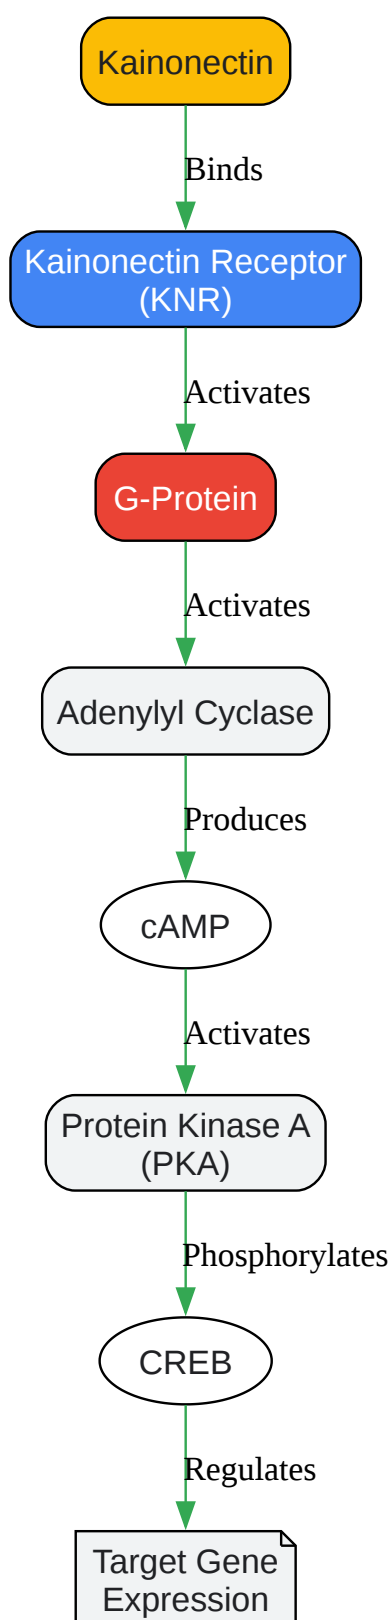 Kainonectin
Binds
Kainonectin Receptor
(KNR)
Activates
G-Protein
Activates
Adenylyl Cyclase
Produces
cAMP
Activates
Protein Kinase A
(PKA)
Phosphorylates
CREB
Regulates
Target Gene
Expression